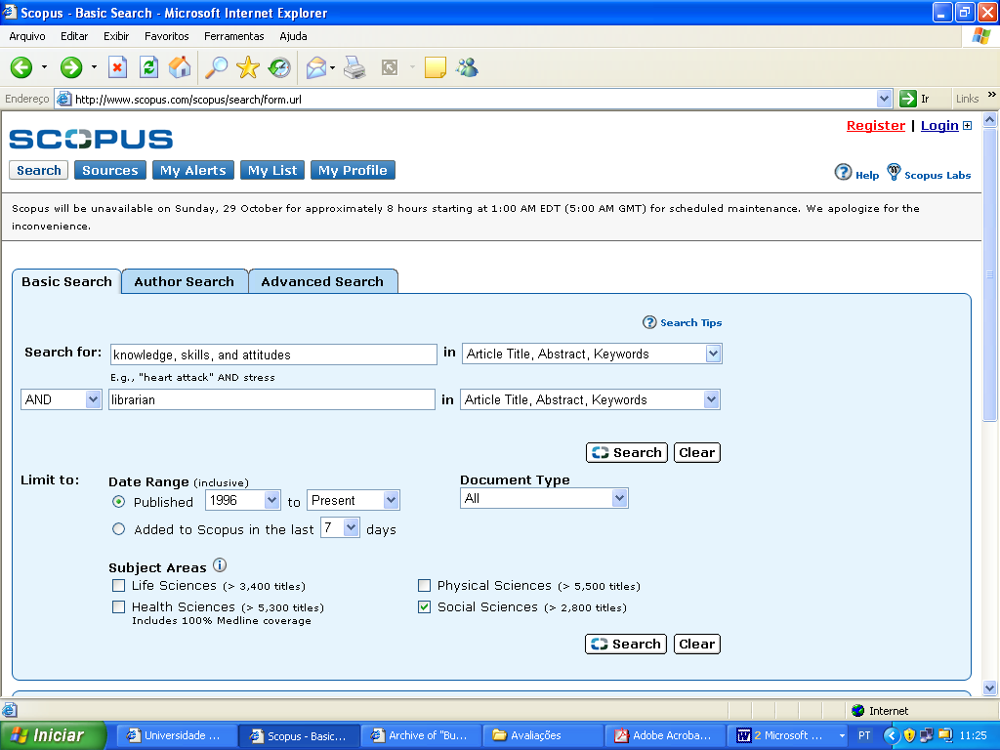 Scopus - Basic Search - Microsoft Internet Explorer
Arquivo Editar Exibir Favoritos Ferramentas Ajuda
Endereço http://www.scopus.com/scopus/search/form.url Ir Links »
Register | Login
SCOPUS
Search Sources My Alerts My List My Profile
Help Scopus Labs
Scopus will be unavailable on Sunday, 29 October for approximately 8 hours starting at 1:00 AM EDT (5:00 AM GMT) for scheduled maintenance. We apologize for the
inconvenience.
Basic Search Author Search Advanced Search
Search Tips
Search for: knowledge, skills, and attitudes in Article Title, Abstract, Keywords
E.g., "heart attack" AND stress
AND librarian in Article Title, Abstract, Keywords
Search Clear
Limit to: Date Range (inclusive) Document Type
Published 1996 to Present All
Added to Scopus in the last 7 days
Subject Areas
Life Sciences (> 3,400 titles) Physical Sciences (> 5,500 titles)
Health Sciences (> 5,300 titles) Social Sciences (> 2,800 titles)
Includes 100% Medline coverage
Search Clear
Internet
Iniciar Universidade ... Scopus - Basic... Archive of "Bu... Avaliações Adobe Acroba... 2 Microsoft ... PT 11:25